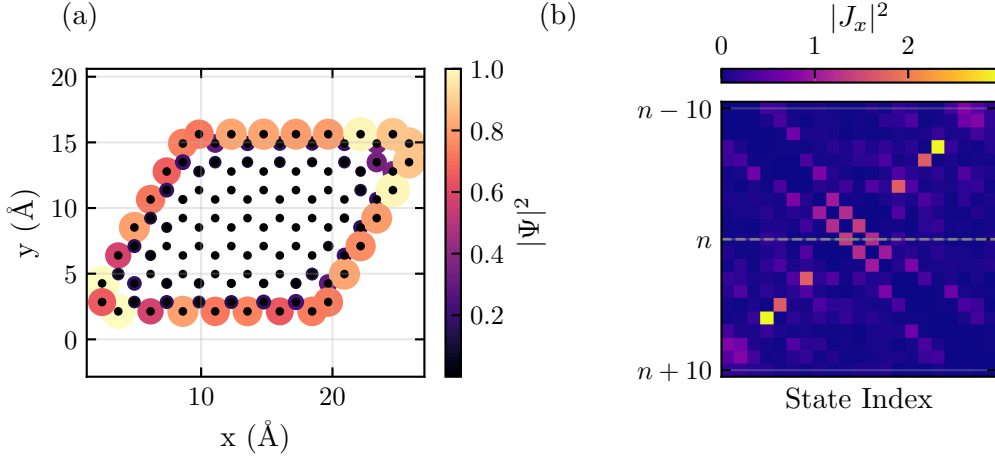 (a)
(b)
|J_x|^2
0 1 2
1.0
0.8
0.6
0.4
0.2
|Ψ|^2
20
15
10
5
0
y (Å)
10 20
x (Å)
n − 10
n
n + 10
State Index